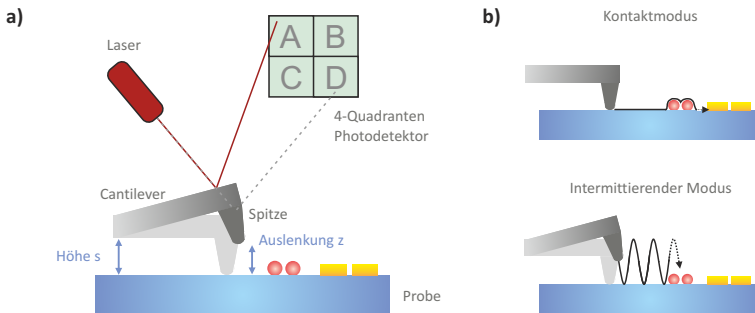 a)
Laser
A B
C D
4-Quadranten
Photodetektor
Cantilever
Spitze
Höhe s
Auslenkung z
Probe
b)
Kontaktmodus
Intermittierender Modus